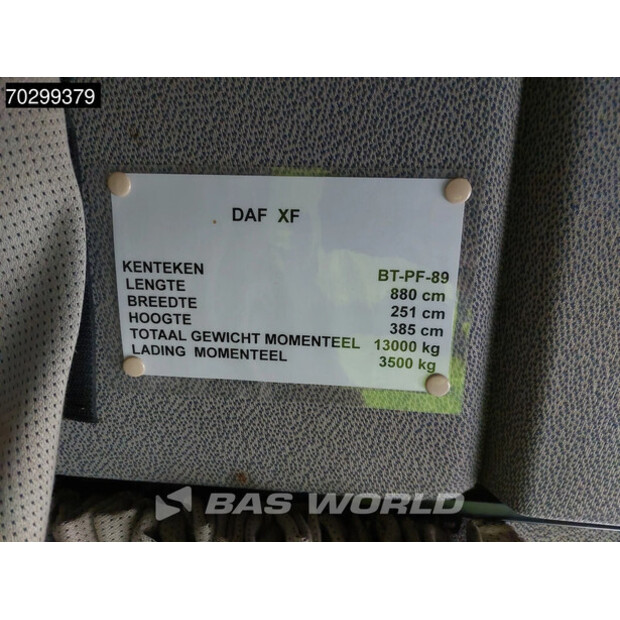 70299379
DAF XF
KENTEKEN BT-PF-89
LENGTE 880 cm
BREEDTE 251 cm
HOOGTE 385 cm
TOTAAL GEWICHT MOMENTEEL 13000 kg
LADING MOMENTEEL 3500 kg
BAS WORLD